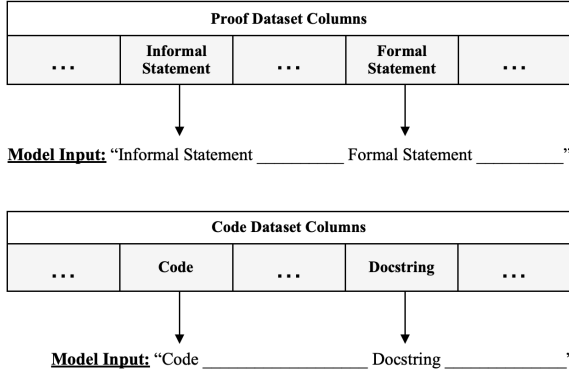 Proof Dataset Columns
... Informal Statement ... Formal Statement ...
Model Input: “Informal Statement __________ Formal Statement __________”
Code Dataset Columns
... Code ... Docstring ...
Model Input: “Code ___________________ Docstring ______________”